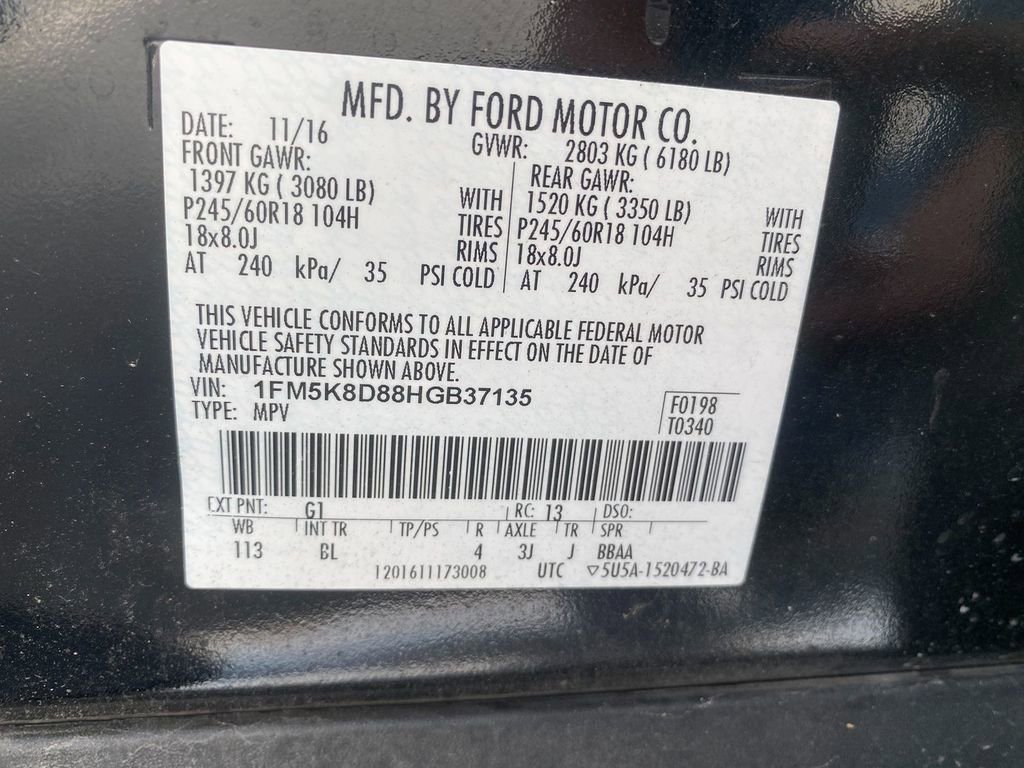 MFD. BY FORD MOTOR CO.
DATE: 11/16 GVWR: 2803 KG ( 6180 LB)
FRONT GAWR: REAR GAWR:
1397 KG ( 3080 LB) WITH 1520 KG ( 3350 LB) WITH
P245/60R18 104H TIRES P245/60R18 104H TIRES
18x8.0J RIMS 18x8.0J RIMS
AT 240 kPa/ 35 PSI COLD AT 240 kPa/ 35 PSI COLD
THIS VEHICLE CONFORMS TO ALL APPLICABLE FEDERAL MOTOR
VEHICLE SAFETY STANDARDS IN EFFECT ON THE DATE OF
MANUFACTURE SHOWN ABOVE.
VIN: 1FM5K8D88HGB37135
TYPE: MPV
F0198
T0340
EXT PNT: G1 RC: 13 DSO:
WB INT TR TP/PS R AXLE TR SPR
113 BL 4 3J J BBAA
1201611173008 UTC ▽5U5A-1520472-BA